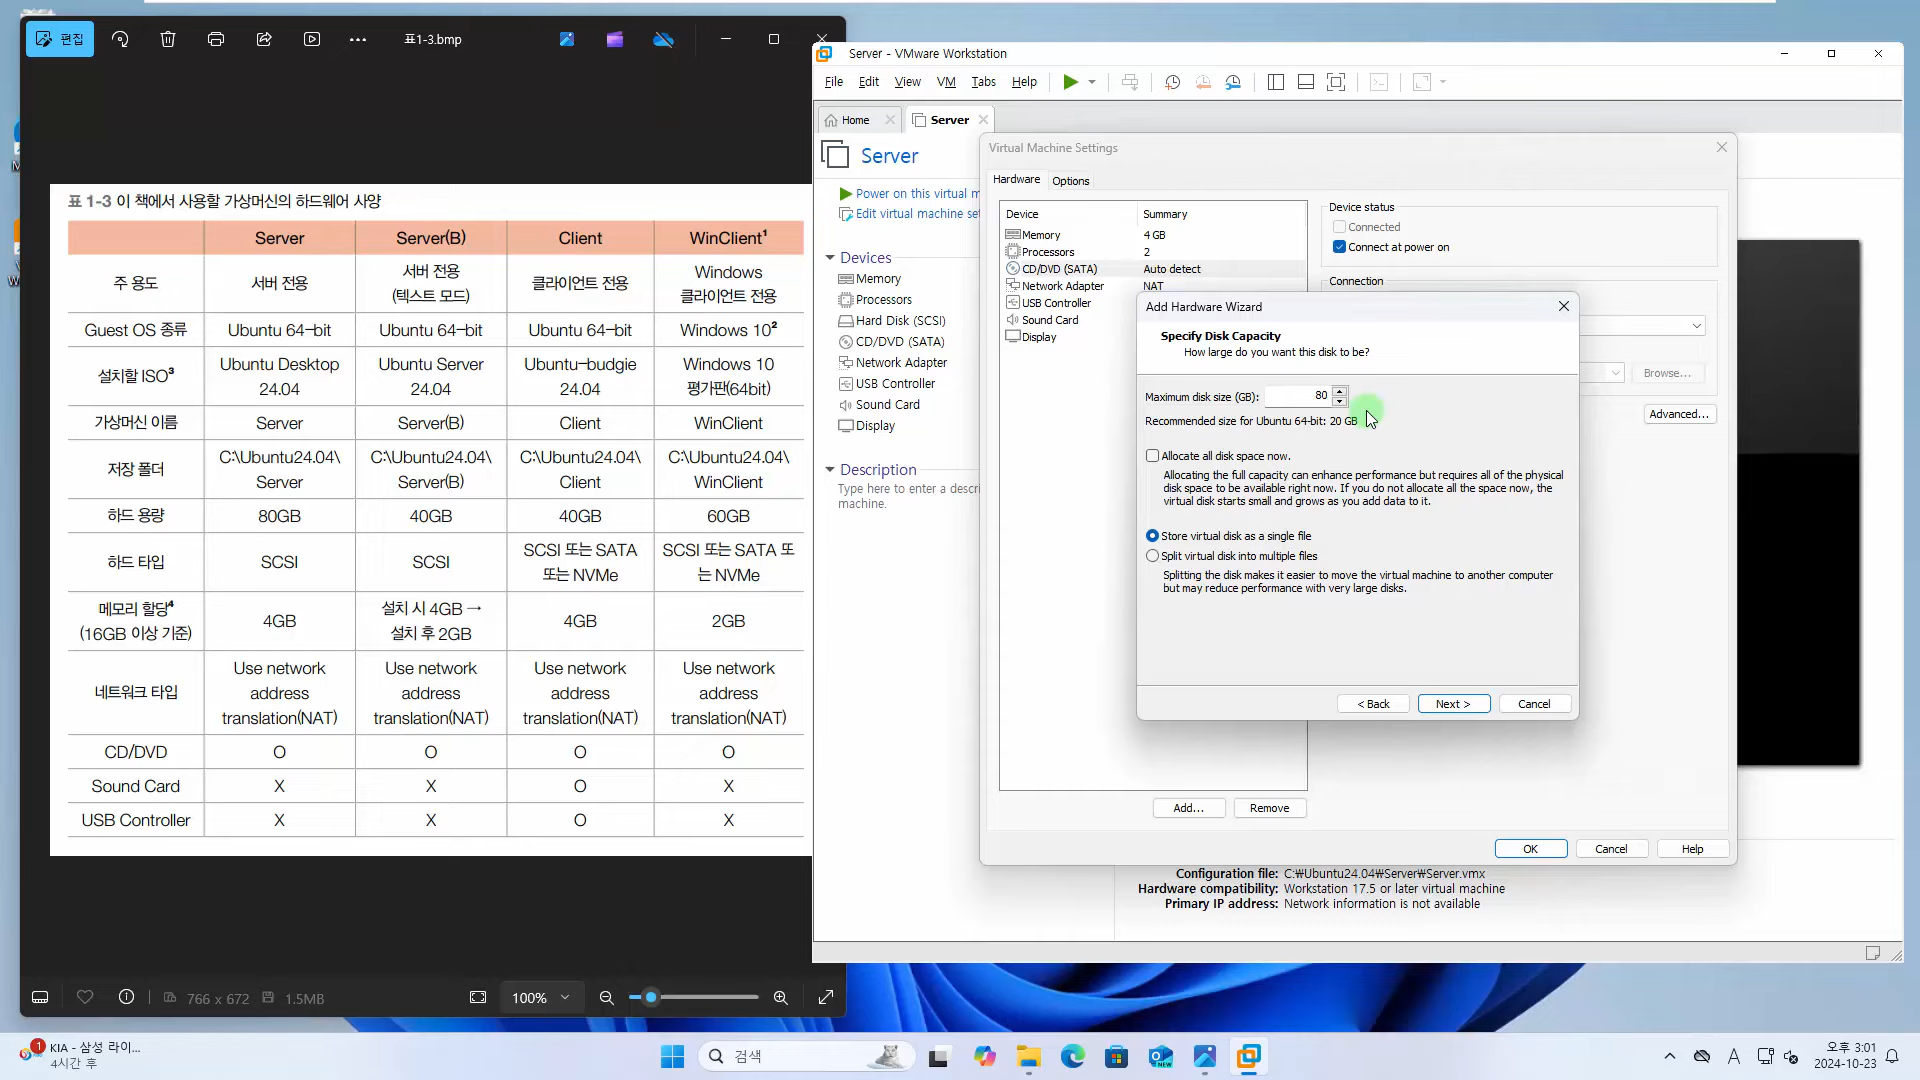 편집
표1-3.bmp
표 1-3 이 책에서 사용할 가상머신의 하드웨어 사양
Server Server(B) Client WinClient¹
주 용도 서버 전용 서버 전용 (텍스트 모드) 클라이언트 전용 Windows 클라이언트 전용
Guest OS 종류 Ubuntu 64-bit Ubuntu 64-bit Ubuntu 64-bit Windows 10²
설치할 ISO³ Ubuntu Desktop 24.04 Ubuntu Server 24.04 Ubuntu-budgie 24.04 Windows 10 평가판(64bit)
가상머신 이름 Server Server(B) Client WinClient
저장 폴더 C:\Ubuntu24.04\Server C:\Ubuntu24.04\Server(B) C:\Ubuntu24.04\Client C:\Ubuntu24.04\WinClient
하드 용량 80GB 40GB 40GB 60GB
하드 타입 SCSI SCSI SCSI 또는 SATA 또는 NVMe SCSI 또는 SATA 또는 NVMe
메모리 할당⁴ (16GB 이상 기준) 4GB 설치 시 4GB → 설치 후 2GB 4GB 2GB
네트워크 타입 Use network address translation(NAT) Use network address translation(NAT) Use network address translation(NAT) Use network address translation(NAT)
CD/DVD O O O O
Sound Card X X O X
USB Controller X X O X
766 x 672
1.5MB
100%
Server - VMware Workstation
File Edit View VM Tabs Help
Home
Server
Server
Power on this virtual m
Edit virtual machine set
Devices
Memory
Processors
Hard Disk (SCSI)
CD/DVD (SATA)
Network Adapter
USB Controller
Sound Card
Display
Description
Type here to enter a descri
machine.
Virtual Machine Settings
Hardware Options
Device Summary
Memory 4 GB
Processors 2
CD/DVD (SATA) Auto detect
Network Adapter NAT
USB Controller
Sound Card
Display
Device status
Connected
Connect at power on
Connection
Browse...
Advanced...
Add Hardware Wizard
Specify Disk Capacity
How large do you want this disk to be?
Maximum disk size (GB): 80
Recommended size for Ubuntu 64-bit: 20 GB
Allocate all disk space now.
Allocating the full capacity can enhance performance but requires all of the physical
disk space to be available right now. If you do not allocate all the space now, the
virtual disk starts small and grows as you add data to it.
Store virtual disk as a single file
Split virtual disk into multiple files
Splitting the disk makes it easier to move the virtual machine to another computer
but may reduce performance with very large disks.
< Back Next > Cancel
Add... Remove
OK Cancel Help
Configuration file: C:₩Ubuntu24.04₩Server₩Server.vmx
Hardware compatibility: Workstation 17.5 or later virtual machine
Primary IP address: Network information is not available
1
KIA - 삼성 라이...
4시간 후
검색
NEW
A
오후 3:01
2024-10-23